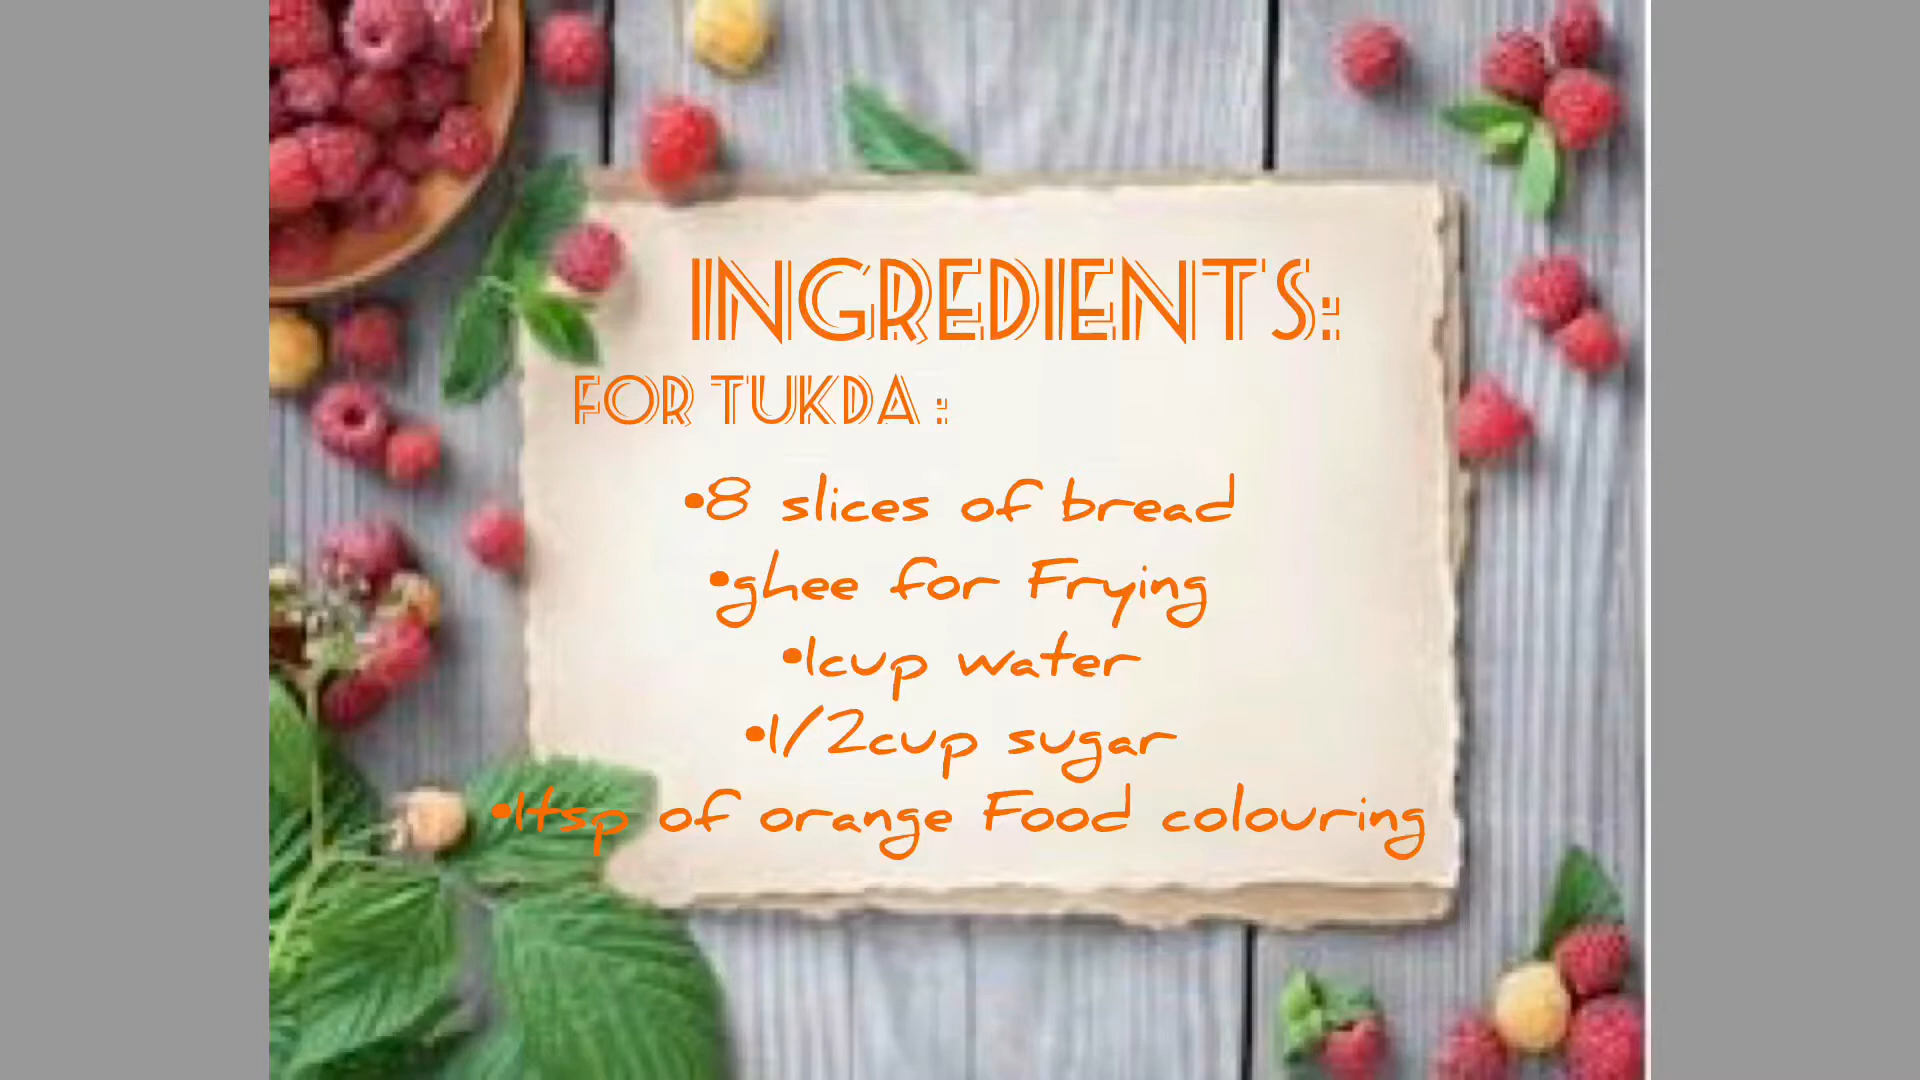 INGREDIENTS:
FOR TUKDA :
•8 slices of bread
•ghee for Frying
•1cup water
•1/2cup sugar
•1tsp of orange Food colouring